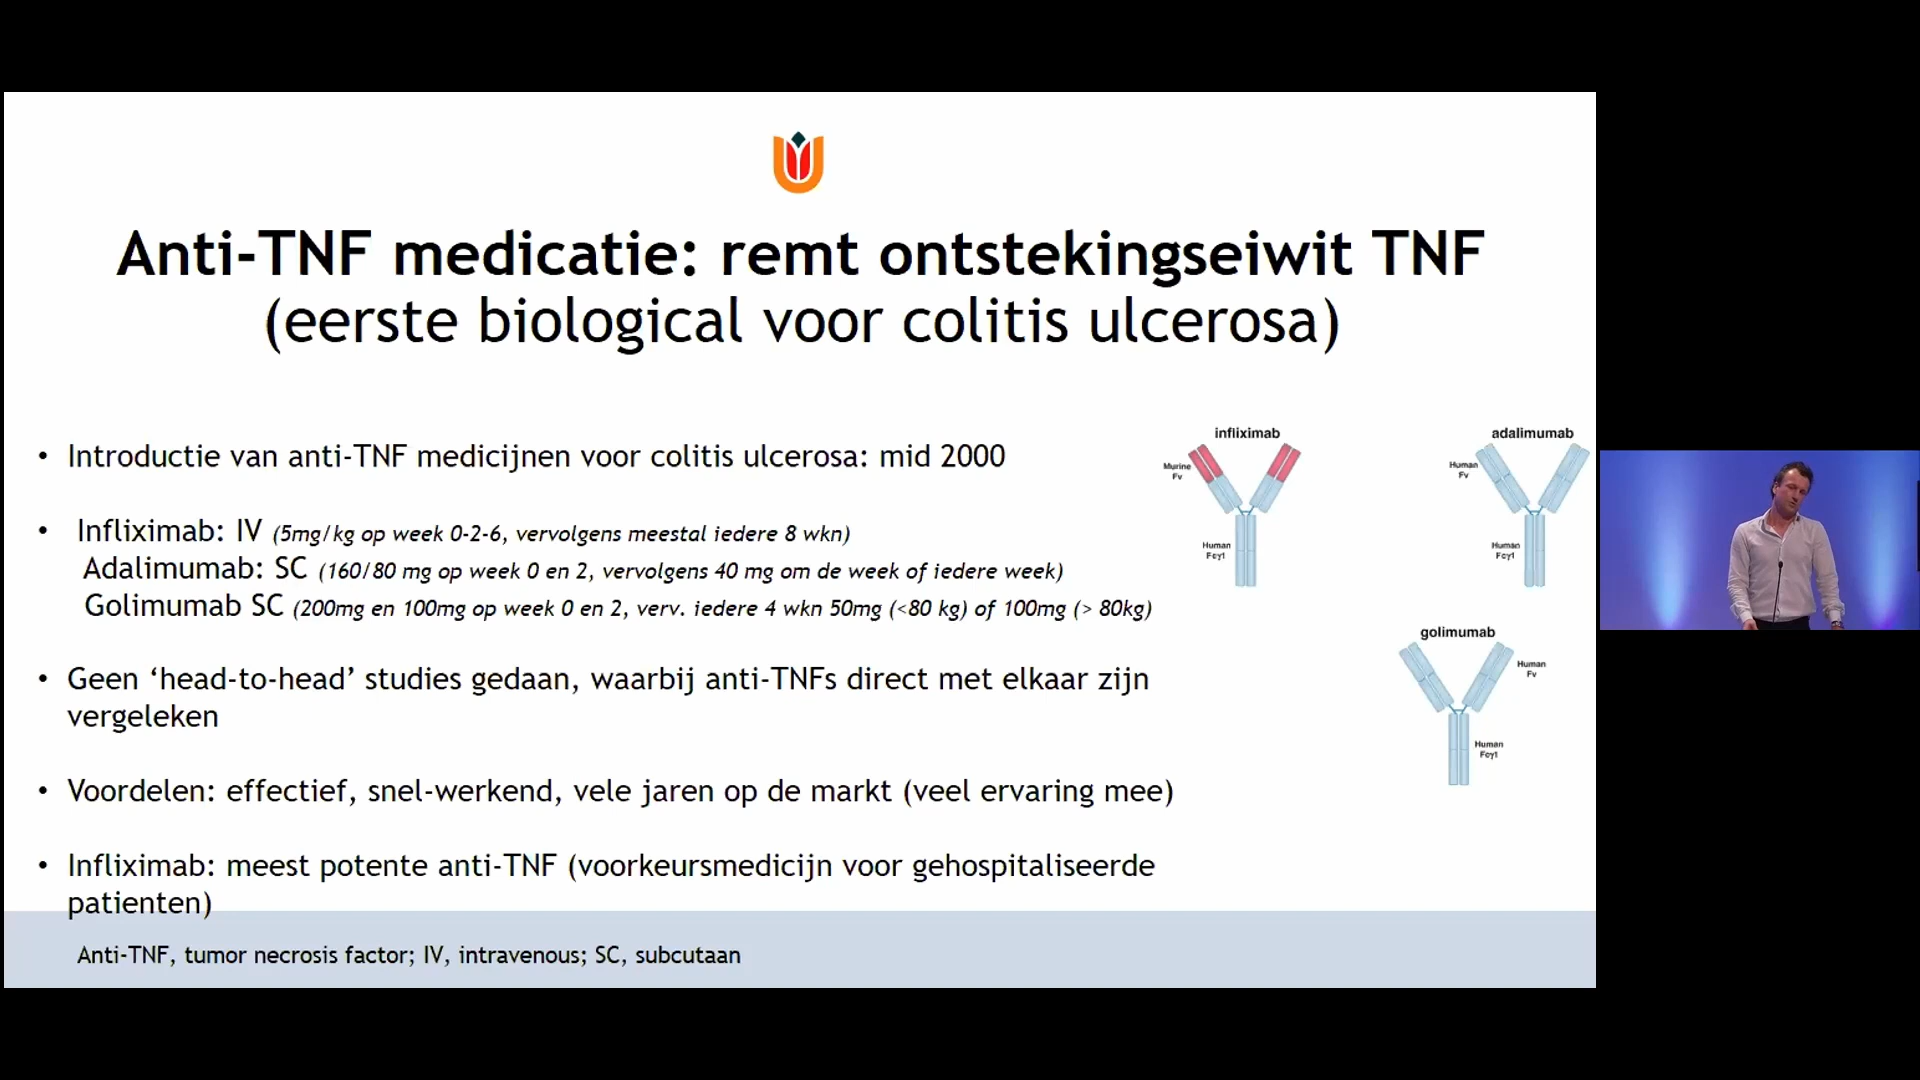 Anti-TNF medicatie: remt ontstekingseiwit TNF
(eerste biological voor colitis ulcerosa)
• Introductie van anti-TNF medicijnen voor colitis ulcerosa: mid 2000
• Infliximab: IV (5mg/kg op week 0-2-6, vervolgens meestal iedere 8 wkn)
Adalimumab: SC (160/80 mg op week 0 en 2, vervolgens 40 mg om de week of iedere week)
Golimumab SC (200mg en 100mg op week 0 en 2, verv. iedere 4 wkn 50mg (<80 kg) of 100mg (> 80kg)
• Geen ‘head-to-head’ studies gedaan, waarbij anti-TNFs direct met elkaar zijn
vergeleken
• Voordelen: effectief, snel-werkend, vele jaren op de markt (veel ervaring mee)
• Infliximab: meest potente anti-TNF (voorkeursmedicijn voor gehospitaliseerde
patienten)
infliximab
Murine
Fv
Human
Fcγ1
adalimumab
Human
Fv
Human
Fcγ1
golimumab
Human
Fv
Human
Fcγ1
Anti-TNF, tumor necrosis factor; IV, intravenous; SC, subcutaan